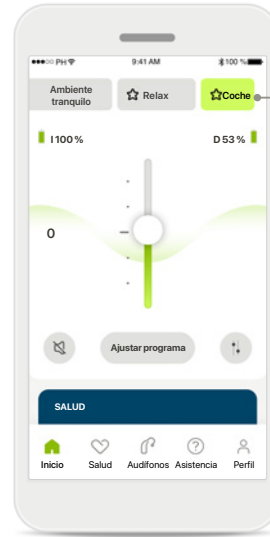 PH 9:41 AM 100 %
Ambiente
tranquilo
Relax
Coche
I 100 % D 53 %
0
Ajustar programa
SALUD
Inicio Salud Audífonos Asistencia Perfil